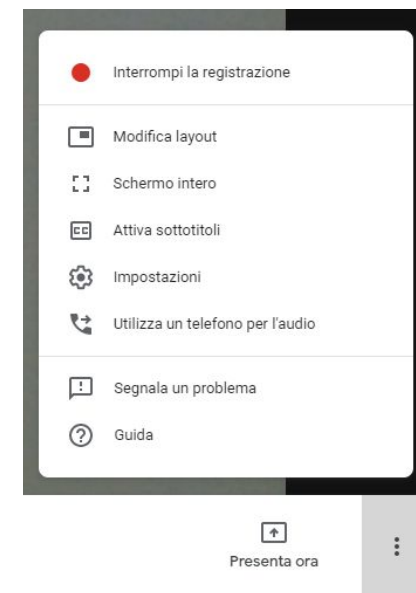 Interrompi la registrazione
Modifica layout
Schermo intero
Attiva sottotitoli
Impostazioni
Utilizza un telefono per l'audio
Segnala un problema
Guida
Presenta ora